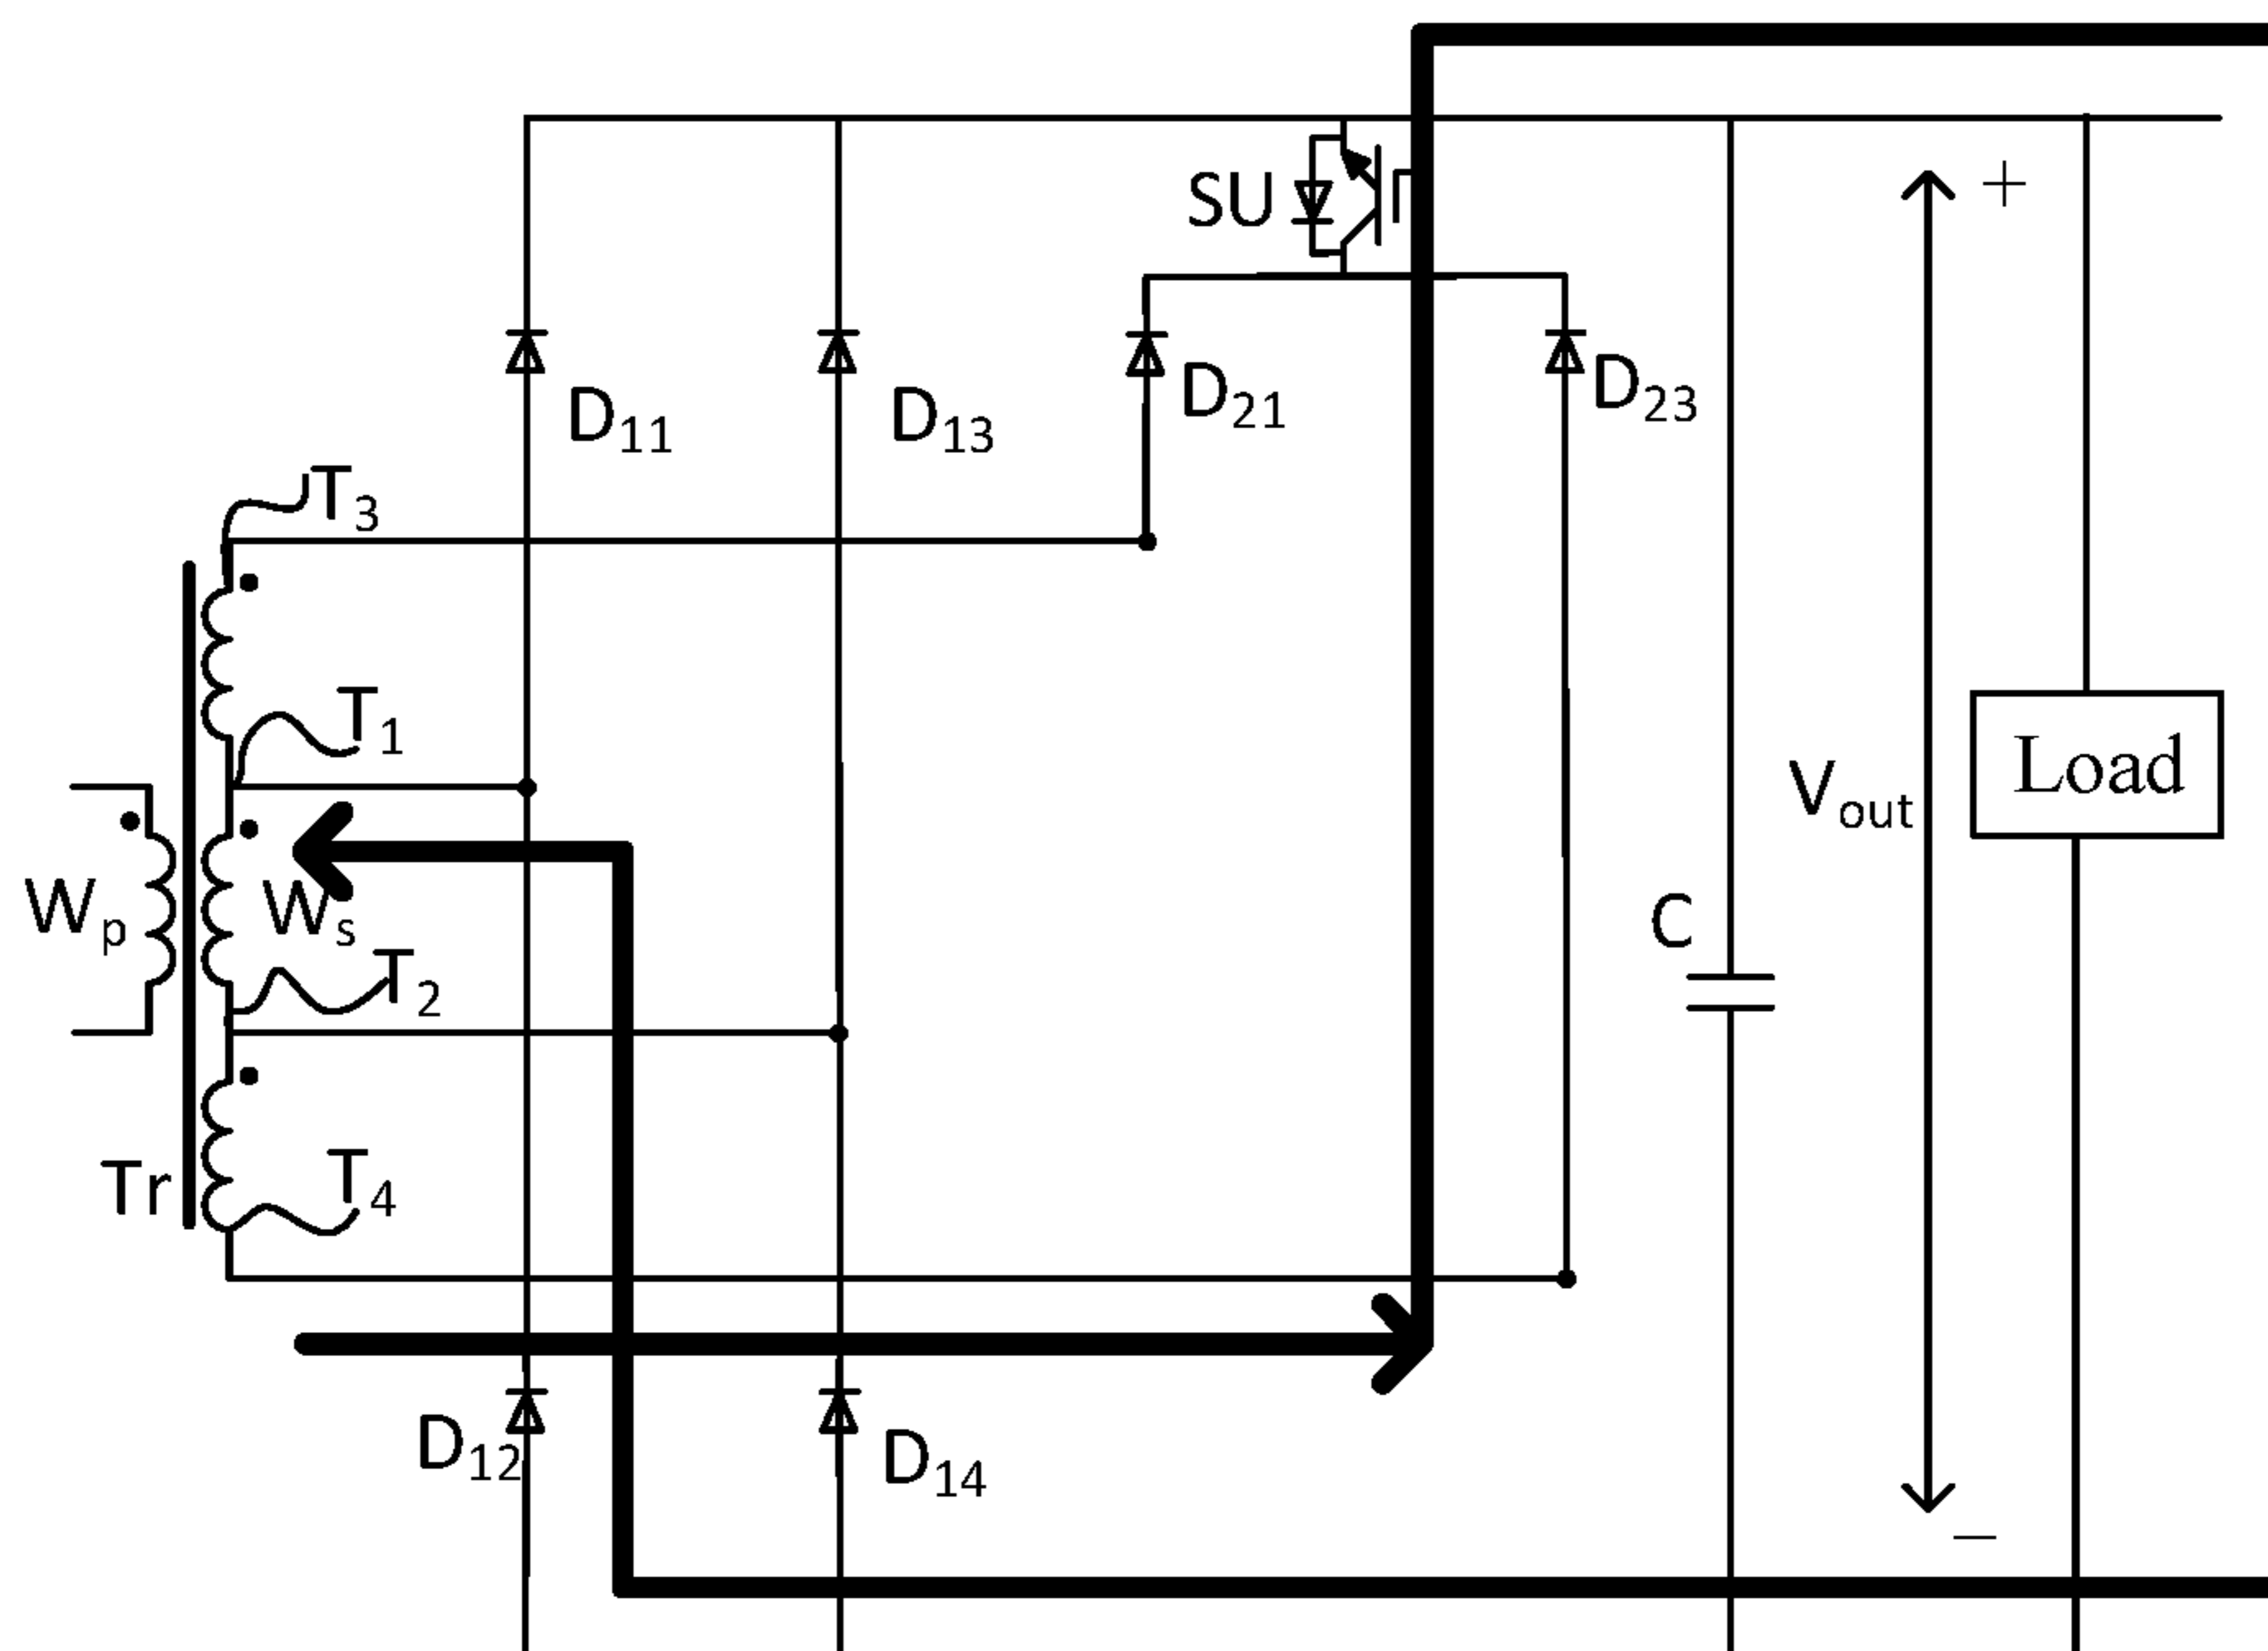 +
SU
D₁₁
D₁₃
D₂₁
D₂₃
T₃
T₁
Load
Vout
Wp
Ws
C
T₂
Tr
T₄
D₁₂
D₁₄
−